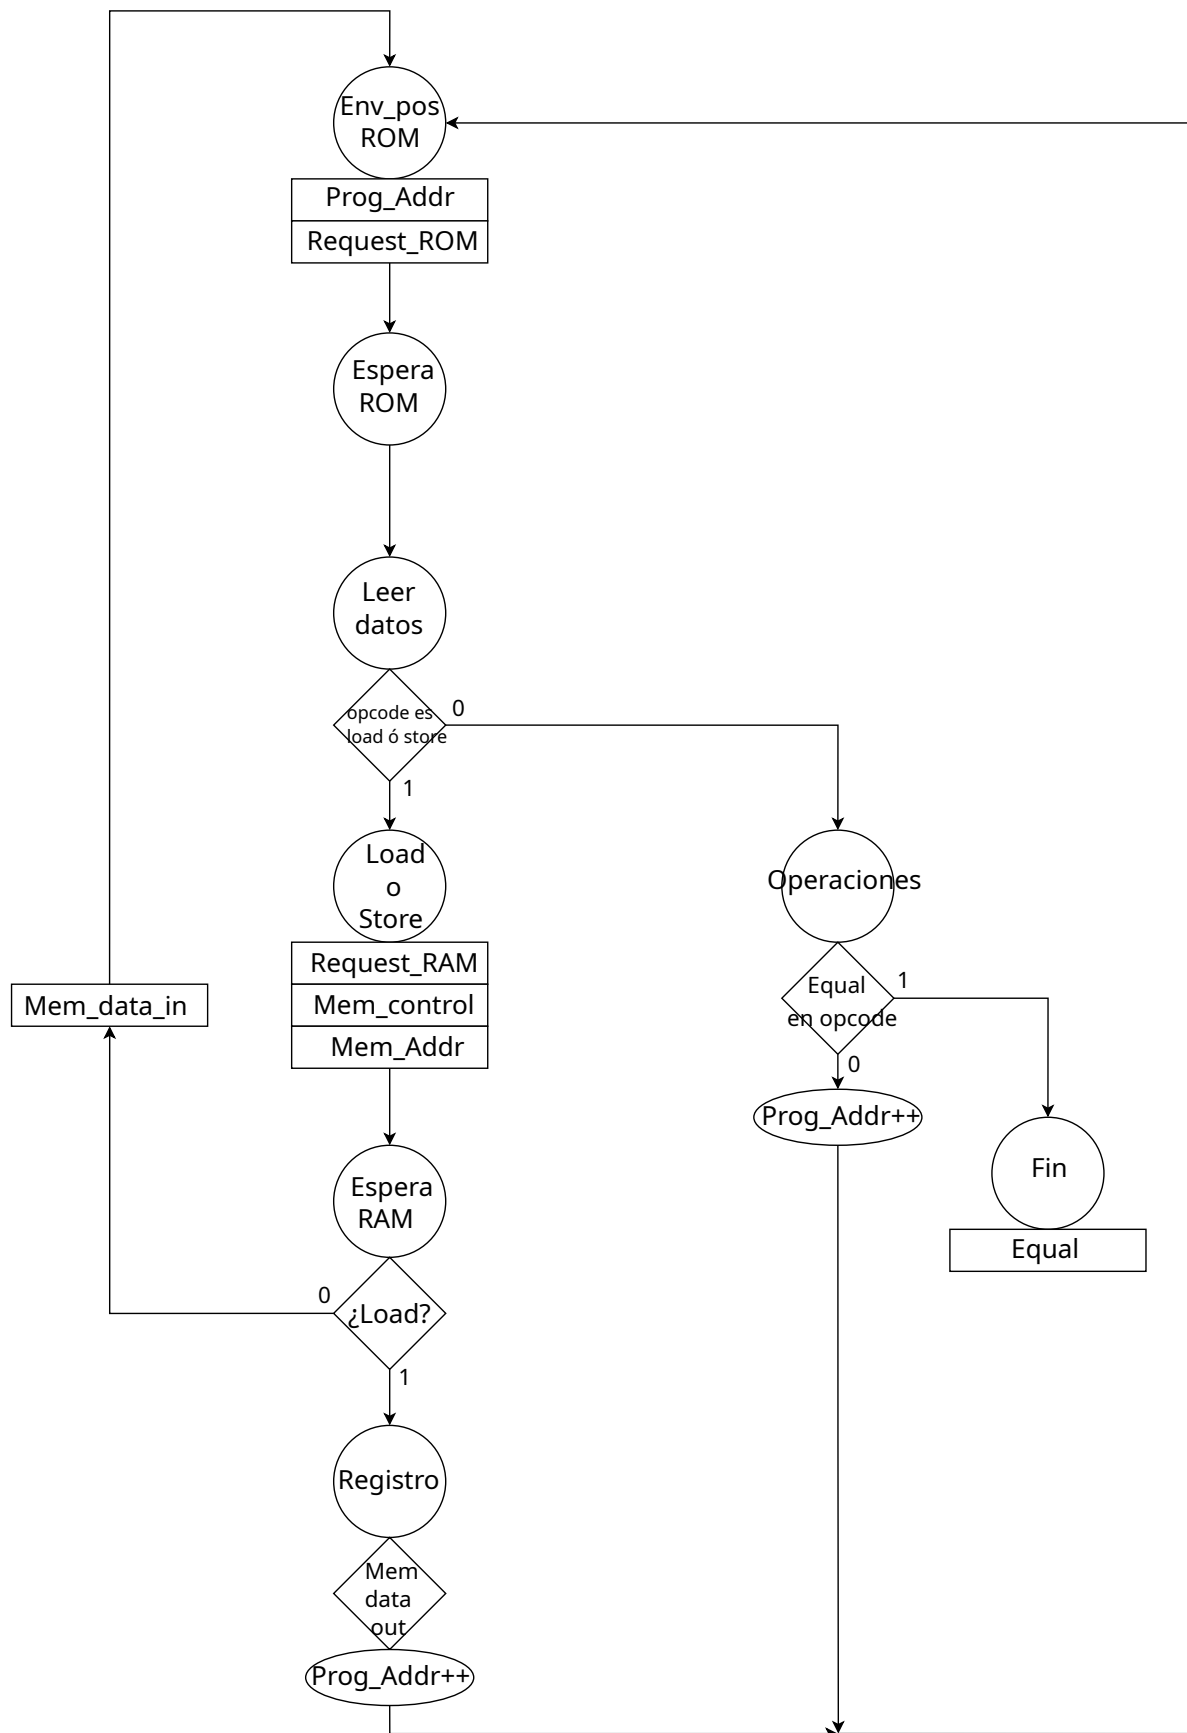 Env_pos
ROM
Prog_Addr
Request_ROM
Espera
ROM
Leer
datos
opcode es
load ó store
0
1
Load
o
Store
Operaciones
Request_RAM
Mem_control
Mem_Addr
Mem_data_in
Equal
en opcode
1
0
Prog_Addr++
Fin
Equal
Espera
RAM
¿Load?
0
1
Registro
Mem
data
out
Prog_Addr++